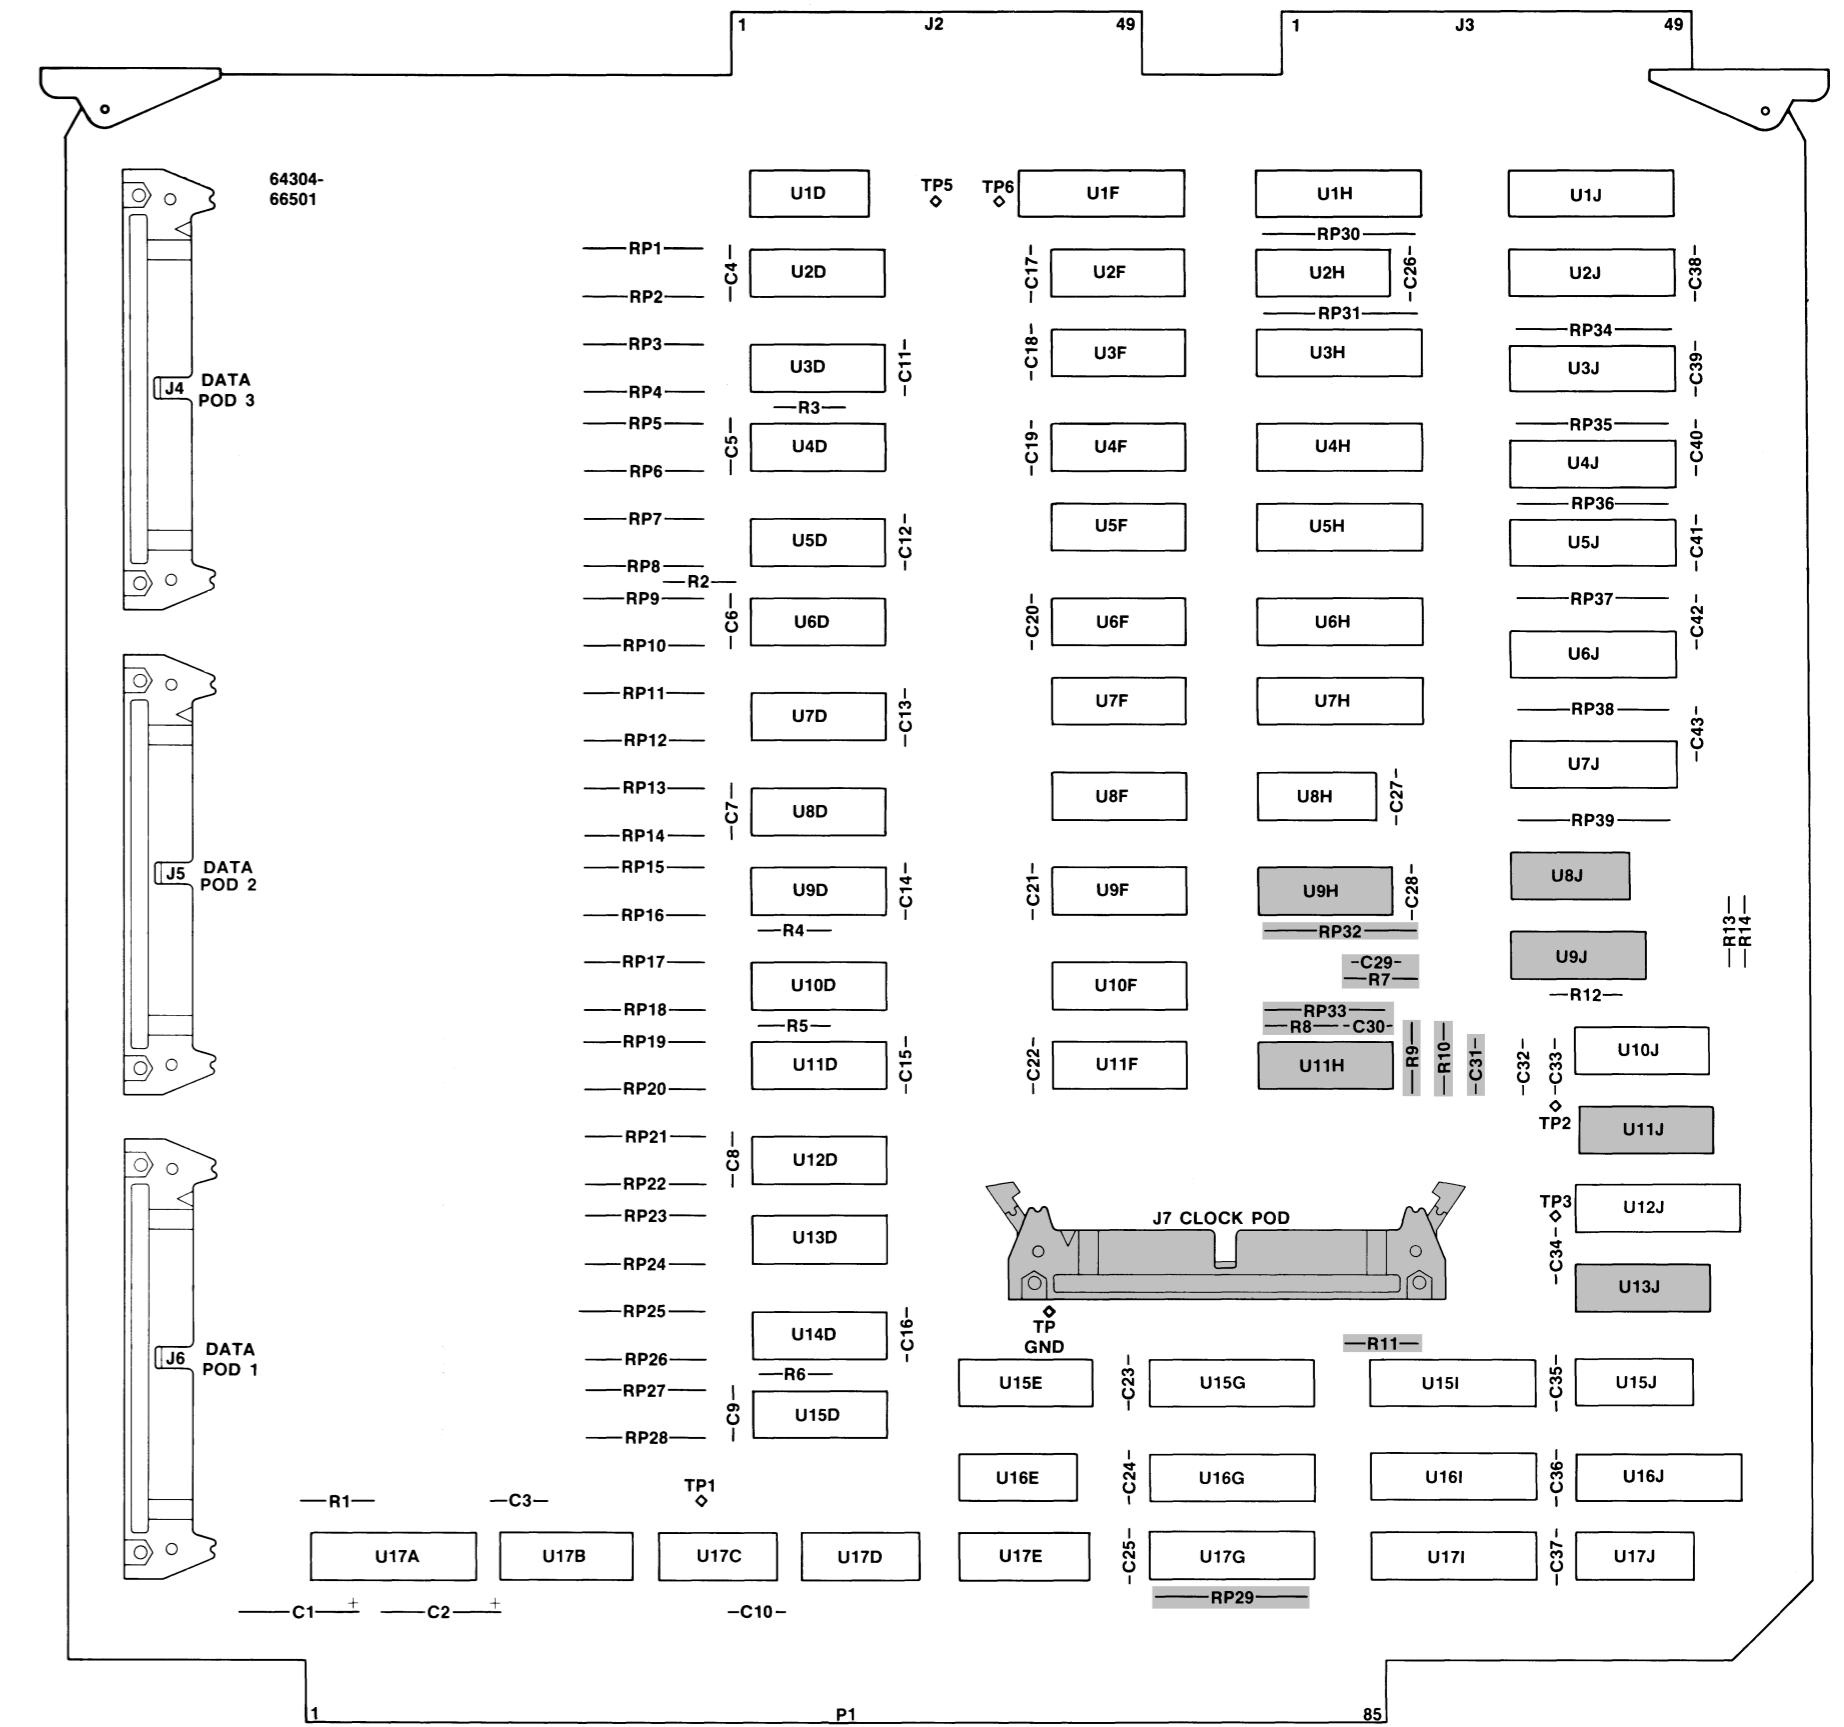 1 J2 49
1 J3 49
64304-
66501
U1D
TP5
TP6
U1F
U1H
U1J
RP1
RP30
C4
U2D
C17
U2F
U2H
C26
U2J
C38
RP2
RP31
RP3
U3D
C11
C18
U3F
U3H
RP34
U3J
C39
J4
DATA
POD 3
RP4
R3
RP5
C5
U4D
C19
U4F
U4H
RP35
U4J
C40
RP6
RP7
U5D
C12
U5F
U5H
RP36
U5J
C41
RP8
R2
RP9
C6
U6D
C20
U6F
U6H
RP37
U6J
C42
RP10
RP11
U7D
C13
U7F
U7H
RP38
U7J
C43
RP12
RP13
C7
U8D
U8F
U8H
C27
RP39
RP14
J5
DATA
POD 2
RP15
U9D
C14
C21
U9F
U9H
C28
U8J
RP16
R4
RP32
R13
R14
RP17
U10D
U10F
C29
R7
U9J
R12
RP18
R5
RP33
R8
C30
RP19
U11D
C15
C22
U11F
U11H
R9
R10
C31
C32
C33
U10J
RP20
TP2
U11J
RP21
C8
U12D
RP22
TP3
U12J
RP23
U13D
J7 CLOCK POD
C34
RP24
U13J
RP25
U14D
C16
TP
GND
R11
J6
DATA
POD 1
RP26
R6
RP27
C9
U15D
U15E
C23
U15G
U15I
C35
U15J
RP28
U16E
C24
U16G
U16I
C36
U16J
R1
C3
TP1
U17A
U17B
U17C
U17D
U17E
C25
U17G
U17I
C37
U17J
RP29
C1 +
C2 +
C10
1 P1 85